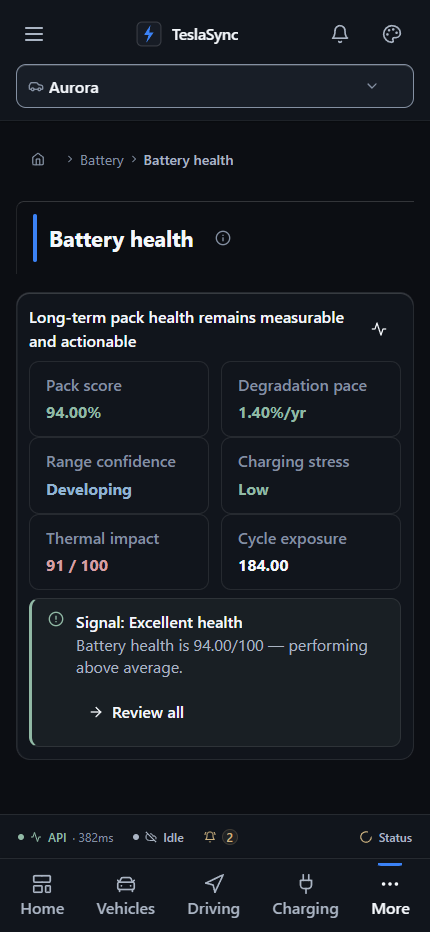 TeslaSync
Aurora
Battery
Battery health
Battery health
Long-term pack health remains measurable
and actionable
Pack score
94.00%
Degradation pace
1.40%/yr
Range confidence
Developing
Charging stress
Low
Thermal impact
91 / 100
Cycle exposure
184.00
Signal: Excellent health
Battery health is 94.00/100 — performing
above average.
Review all
API · 382ms
Idle
2
Status
Home
Vehicles
Driving
Charging
More